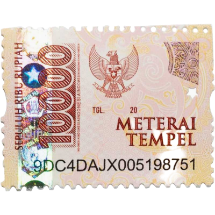 SEPULUH RIBU RUPIAH
10000
TGL. 20
METERAI
TEMPEL
9DC4DAJX005198751